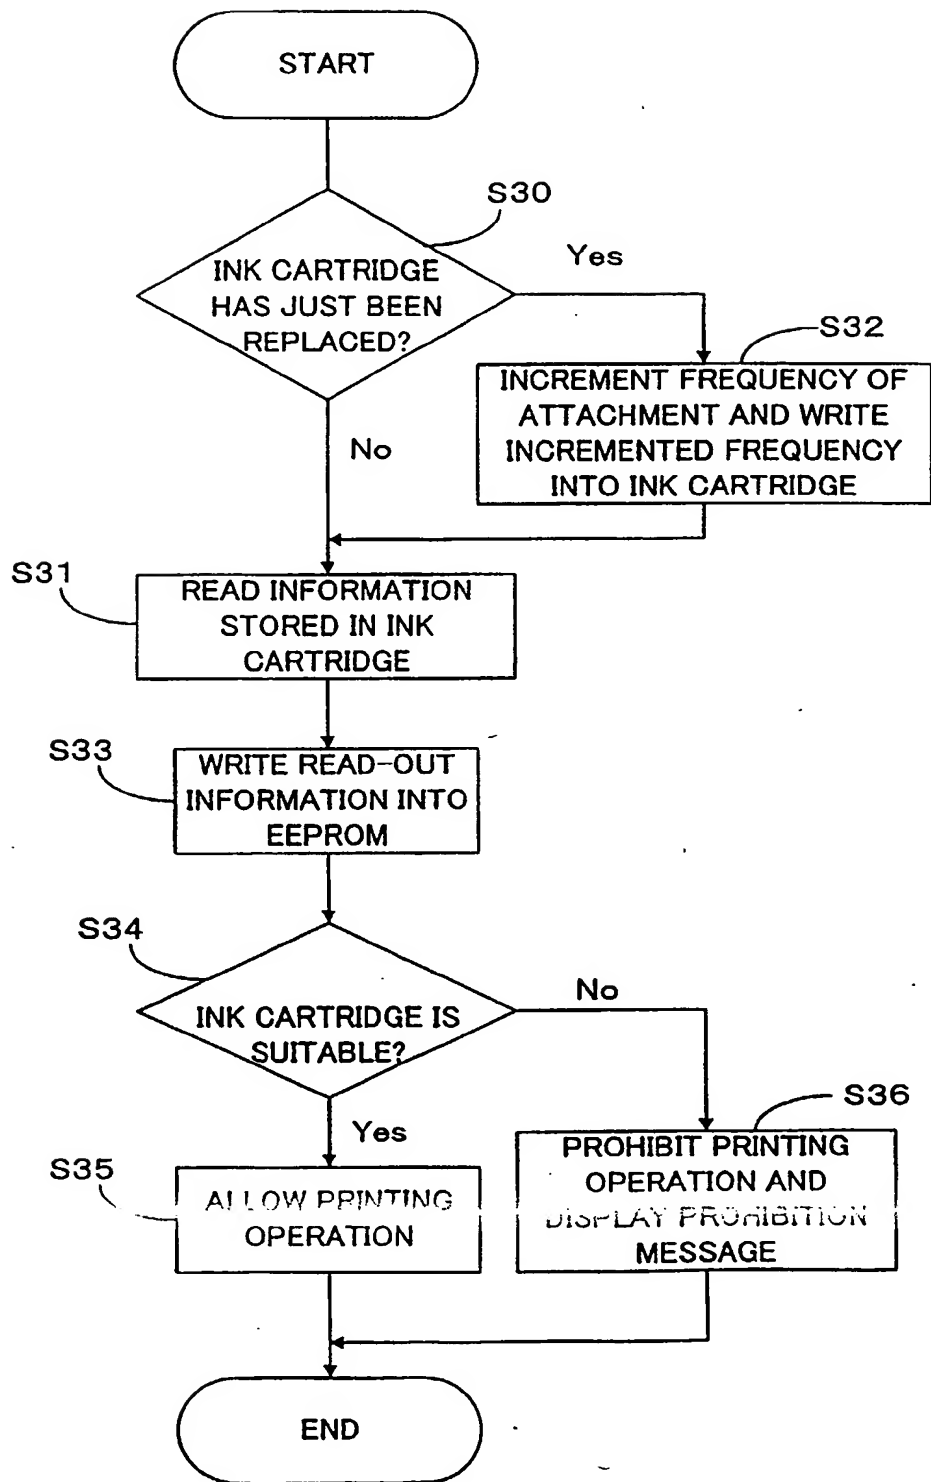 START
S30
INK CARTRIDGE
HAS JUST BEEN
REPLACED?
Yes
S32
INCREMENT FREQUENCY OF
ATTACHMENT AND WRITE
INCREMENTED FREQUENCY
INTO INK CARTRIDGE
No
S31
READ INFORMATION
STORED IN INK
CARTRIDGE
S33
WRITE READ-OUT
INFORMATION INTO
EEPROM
S34
INK CARTRIDGE IS
SUITABLE?
No
Yes
S35
ALLOW PRINTING
OPERATION
S36
PROHIBIT PRINTING
OPERATION AND
DISPLAY PROHIBITION
MESSAGE
END